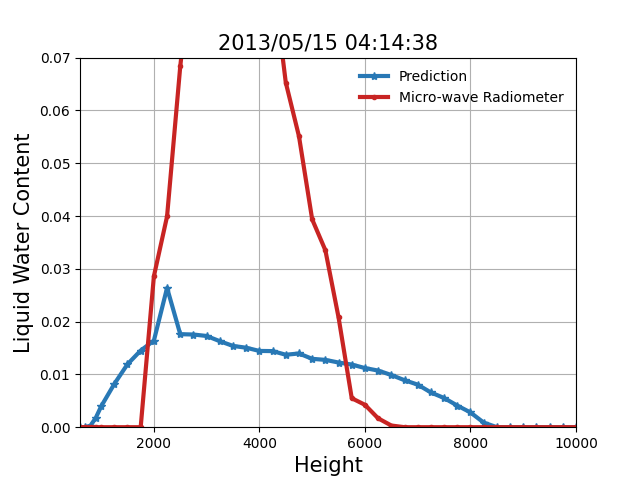 2013/05/15 04:14:38
0.07
0.06
0.05
0.04
0.03
0.02
0.01
0.00
Liquid Water Content
Prediction
Micro-wave Radiometer
2000 4000 6000 8000 10000
Height